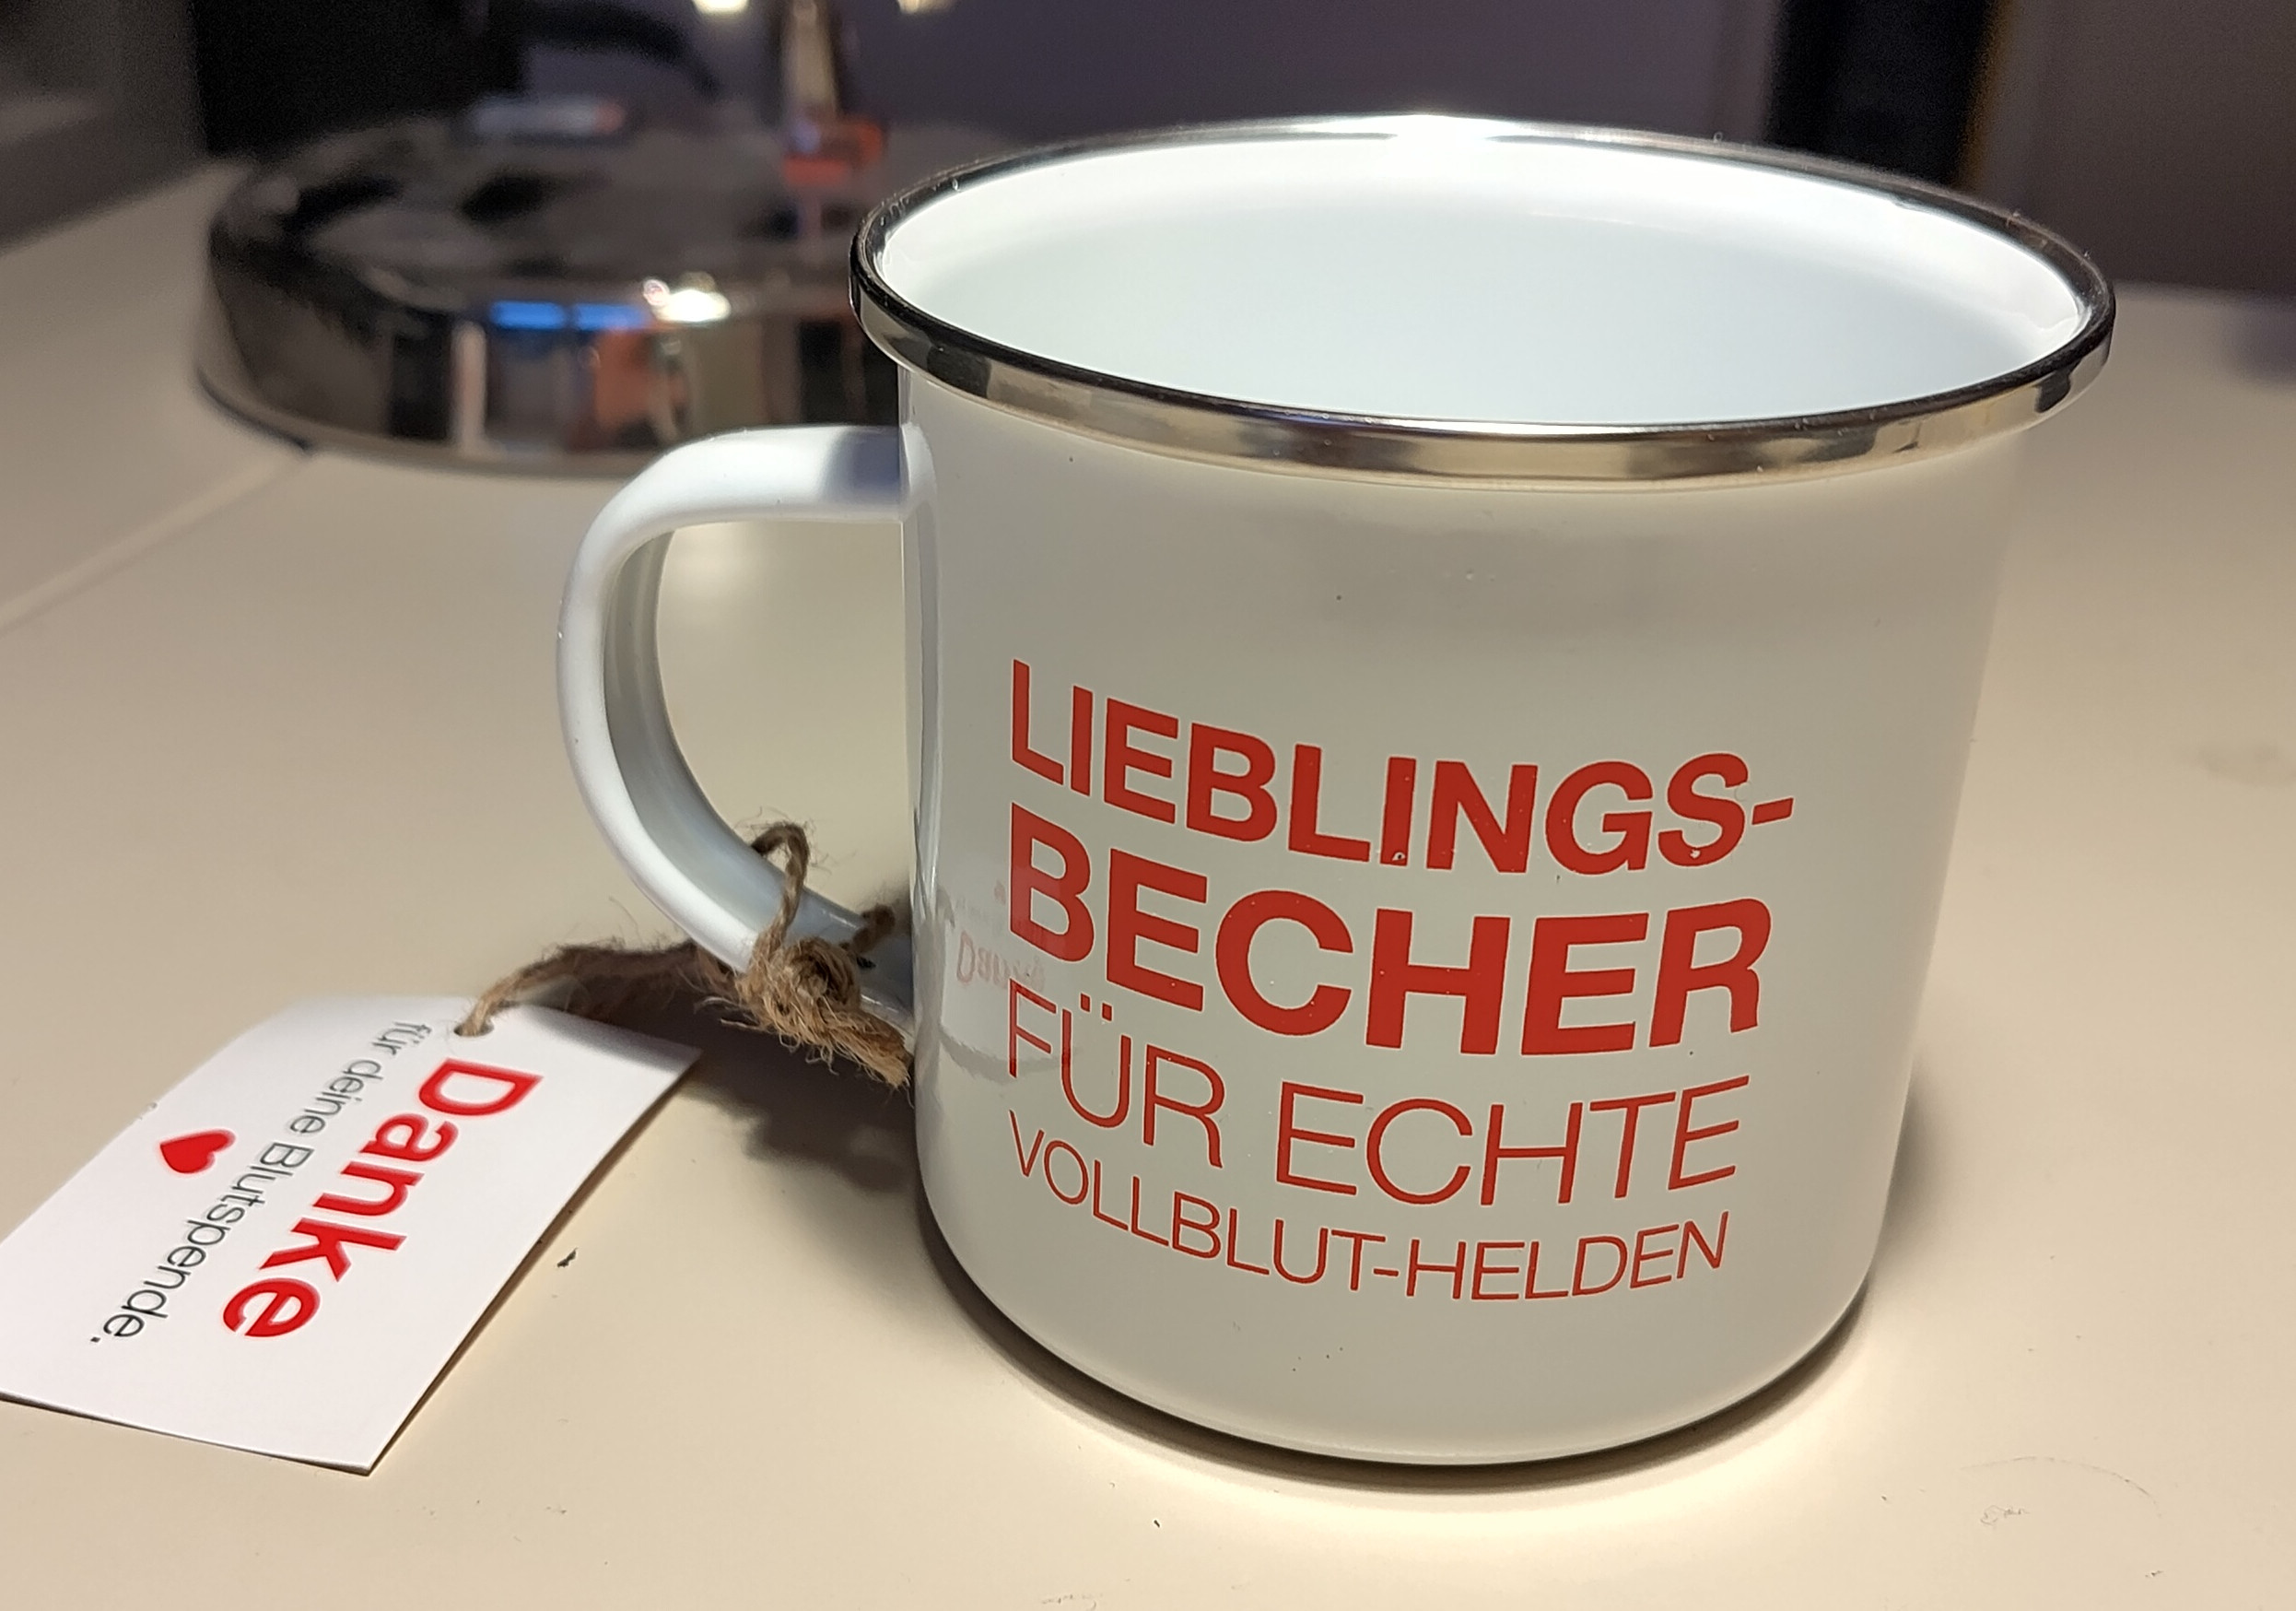 LIEBLINGS-
BECHER
FÜR ECHTE
VOLLBLUT-HELDEN
Danke
für deine Blutspende.